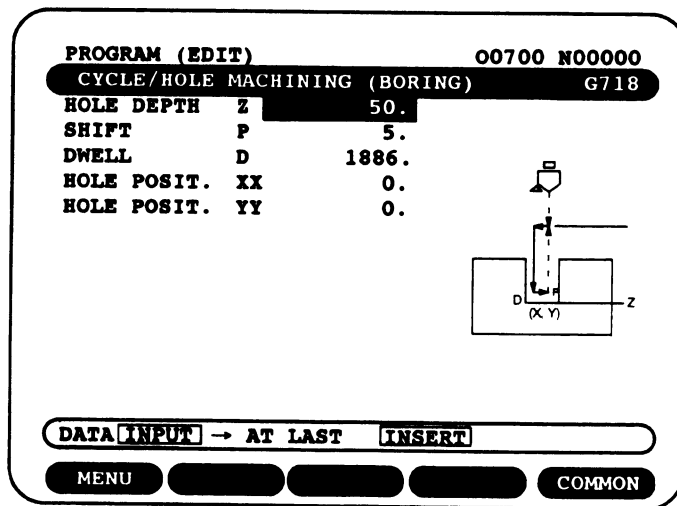 PROGRAM (EDIT) O0700 N00000
CYCLE/HOLE MACHINING (BORING) G718
HOLE DEPTH Z 50.
SHIFT P 5.
DWELL D 1886.
HOLE POSIT. XX 0.
HOLE POSIT. YY 0.
D P Z
(X, Y)
DATA INPUT → AT LAST INSERT
MENU COMMON